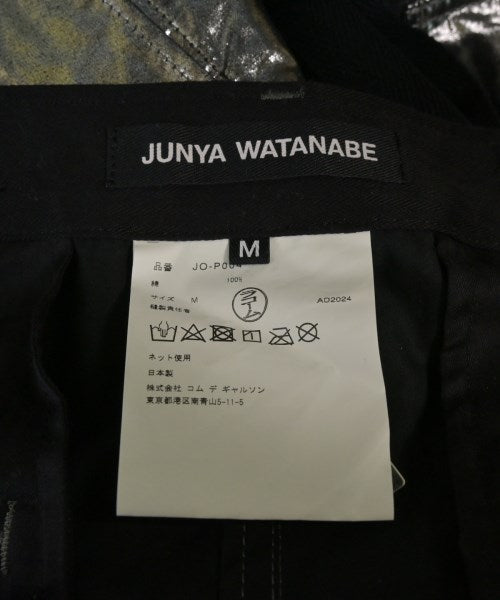 JUNYA WATANABE
M
品番 JO-P004
綿 100%
サイズ M
縫製責任者 AD2024
ネット使用
日本製
株式会社 コム デ ギャルソン
東京都港区南青山5-11-5